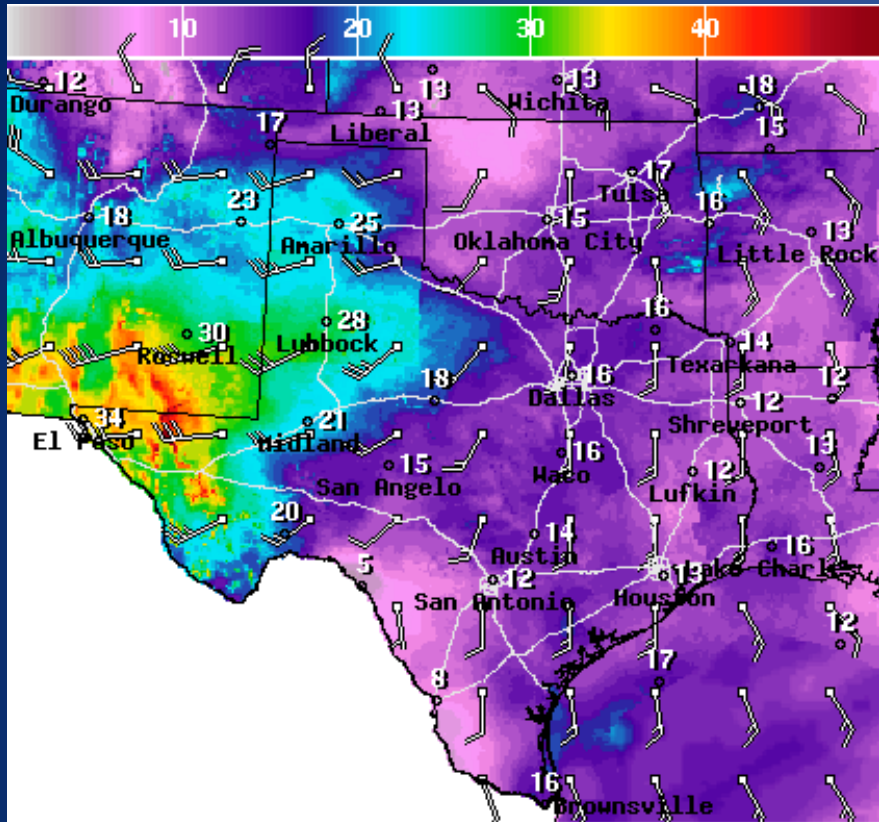 10 20 30 40
12 13 13 18
Durango Wichita
13
Liberal
17 15
17
Tulsa
18 23 25 15 16 13
Albuquerque Amarillo Oklahoma City Little Rock
30 28 16
Roswell Lubbock
14
Texarkana
18 16 12 12
Dallas
34 21 Shreveport
El Paso Midland
15 16 12 13
San Angelo Waco Lufkin
20 14 16
Austin
5 12 13 Lake Charl
San Antonio Houston
12
8 17
16
Brownsville